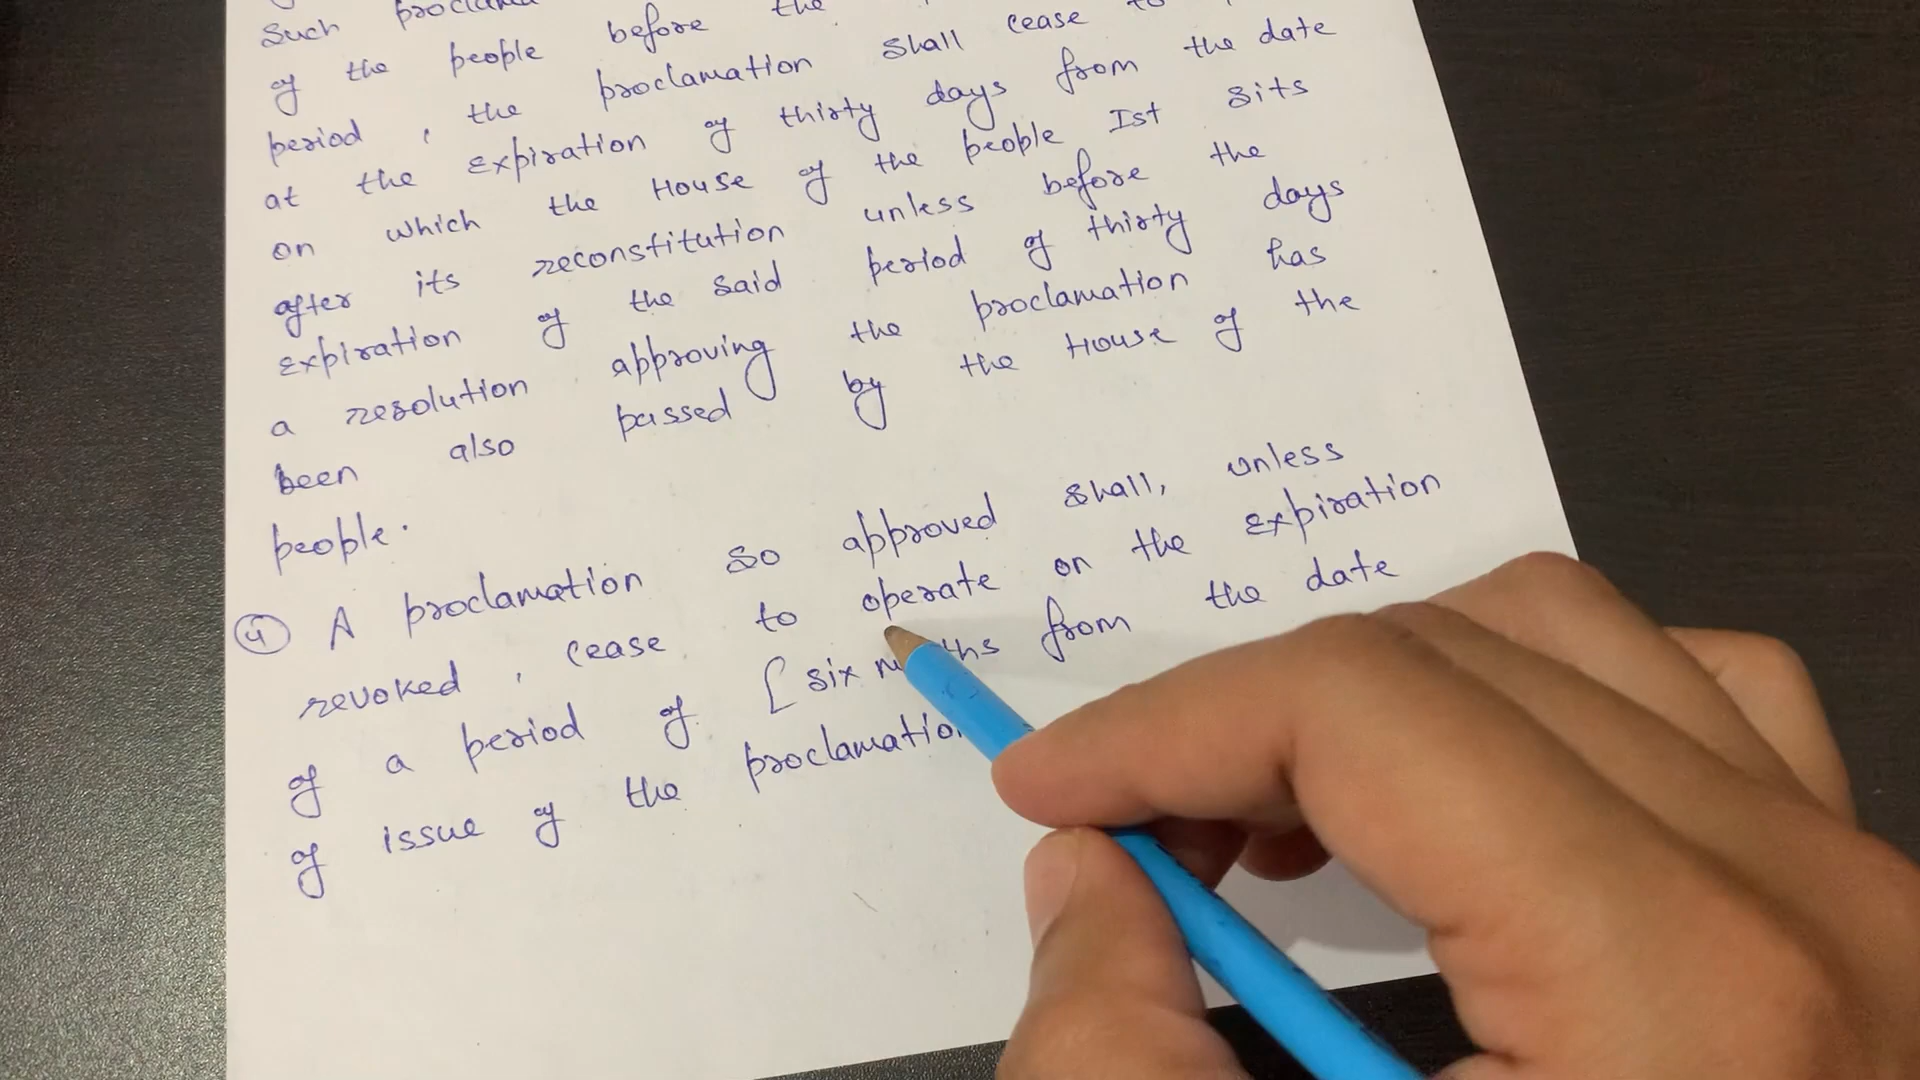 Such
of the people before the
period, the proclamation shall cease to
at the expiration of thirty days from the date
on which the House of the people Ist sits
after its reconstitution unless before the
expiration of the said period of thirty days
a resolution approving the proclamation has
been also passed by the House of the
people.
④ A proclamation so approved shall, unless
revoked, cease to operate on the expiration
of a period of [six from the date
of issue of the